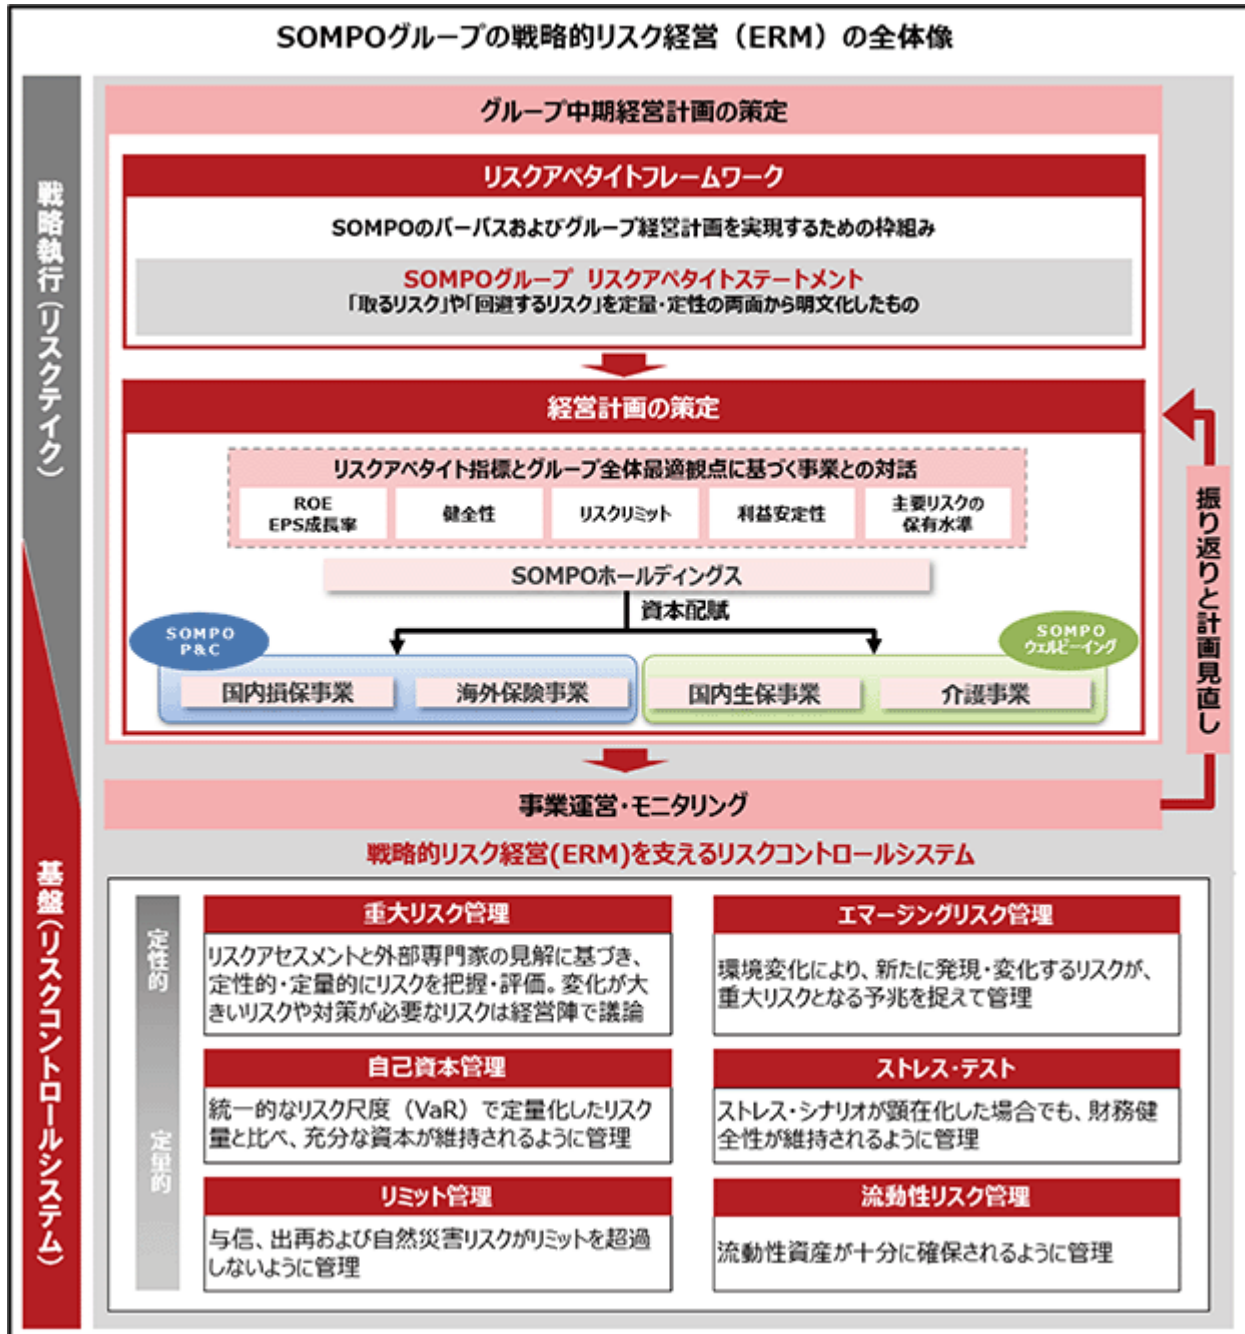 SOMPOグループの戦略的リスク経営（ERM）の全体像
戦略執行（リスクテイク）
グループ中期経営計画の策定
リスクアペタイトフレームワーク
SOMPOのパーパスおよびグループ経営計画を実現するための枠組み
SOMPOグループ リスクアペタイトステートメント
「取るリスク」や「回避するリスク」を定量・定性の両面から明文化したもの
経営計画の策定
リスクアペタイト指標とグループ全体最適観点に基づく事業との対話
ROE
EPS成長率
健全性
リスクリミット
利益安定性
主要リスクの
保有水準
SOMPOホールディングス
資本配賦
SOMPO
P&C
SOMPO
ウェルビーイング
国内損保事業
海外保険事業
国内生保事業
介護事業
振り返りと計画見直し
事業運営・モニタリング
基盤（リスクコントロールシステム）
戦略的リスク経営(ERM)を支えるリスクコントロールシステム
定性的
定量的
重大リスク管理
リスクアセスメントと外部専門家の見解に基づき、
定性的・定量的にリスクを把握・評価。変化が大
きいリスクや対策が必要なリスクは経営陣で議論
エマージングリスク管理
環境変化により、新たに発現・変化するリスクが、
重大リスクとなる予兆を捉えて管理
自己資本管理
統一的なリスク尺度（VaR）で定量化したリスク
量と比べ、充分な資本が維持されるように管理
ストレス・テスト
ストレス・シナリオが顕在化した場合でも、財務健
全性が維持されるように管理
リミット管理
与信、出再および自然災害リスクがリミットを超過
しないように管理
流動性リスク管理
流動性資産が十分に確保されるように管理